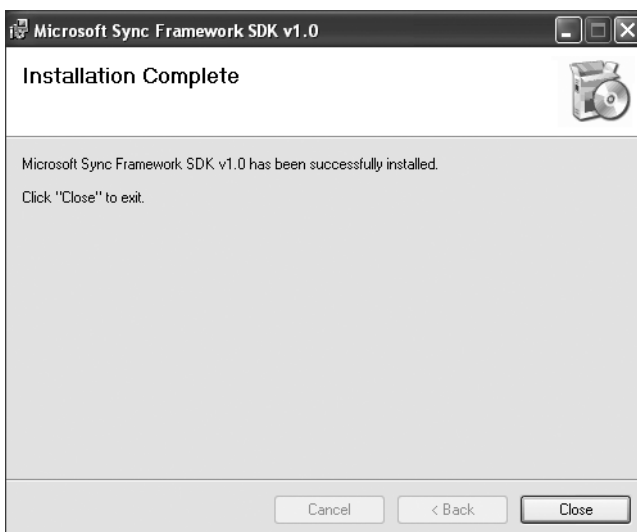 Microsoft Sync Framework SDK v1.0
Installation Complete
Microsoft Sync Framework SDK v1.0 has been successfully installed.
Click "Close" to exit.
Cancel
< Back
Close